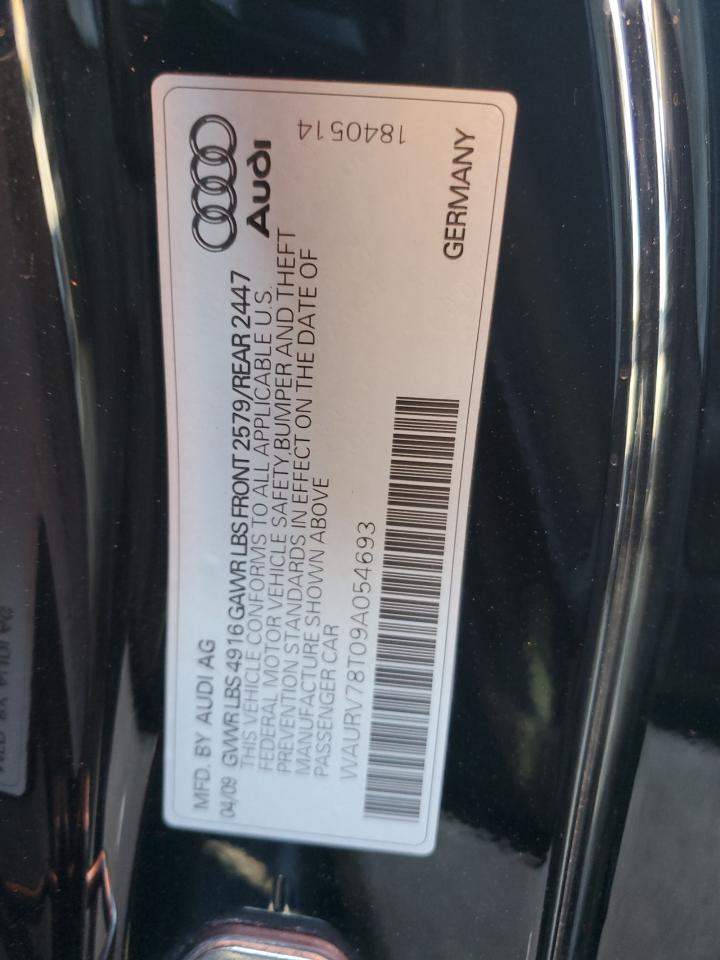 MFD. BY AUDI AG
04/09 GVWR LBS 4916 GAWR LBS FRONT 2579/REAR 2447
THIS VEHICLE CONFORMS TO ALL APPLICABLE U.S.
FEDERAL MOTOR VEHICLE SAFETY,BUMPER AND THEFT
PREVENTION STANDARDS IN EFFECT ON THE DATE OF
MANUFACTURE SHOWN ABOVE
PASSENGER CAR
WAURV78T09A054693
Audi
1840514
GERMANY